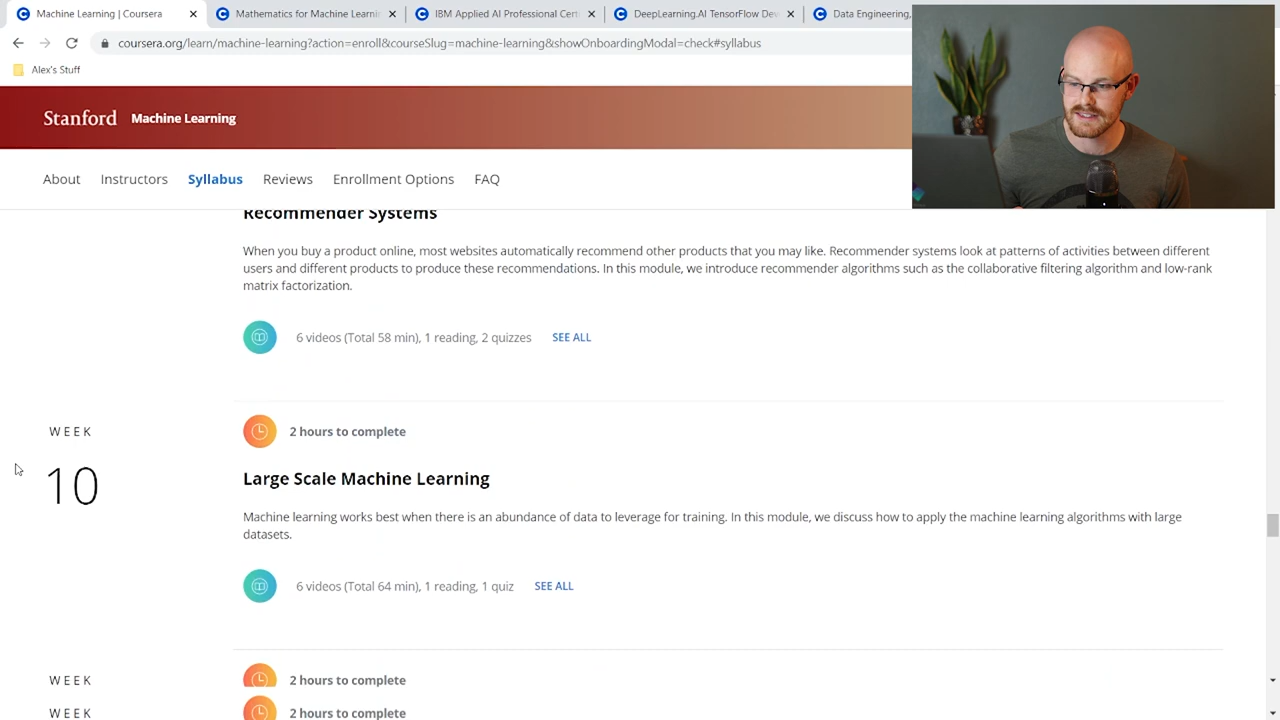 Machine Learning | Coursera
Mathematics for Machine Learnin
IBM Applied AI Professional Cert
DeepLearning.AI TensorFlow Dev
Data Engineering,
coursera.org/learn/machine-learning?action=enroll&courseSlug=machine-learning&showOnboardingModal=check#syllabus
Alex's Stuff
Stanford Machine Learning
About Instructors Syllabus Reviews Enrollment Options FAQ
Recommender Systems
When you buy a product online, most websites automatically recommend other products that you may like. Recommender systems look at patterns of activities between different
users and different products to produce these recommendations. In this module, we introduce recommender algorithms such as the collaborative filtering algorithm and low-rank
matrix factorization.
6 videos (Total 58 min), 1 reading, 2 quizzes SEE ALL
WEEK
10
2 hours to complete
Large Scale Machine Learning
Machine learning works best when there is an abundance of data to leverage for training. In this module, we discuss how to apply the machine learning algorithms with large
datasets.
6 videos (Total 64 min), 1 reading, 1 quiz SEE ALL
WEEK 2 hours to complete
WEEK 2 hours to complete